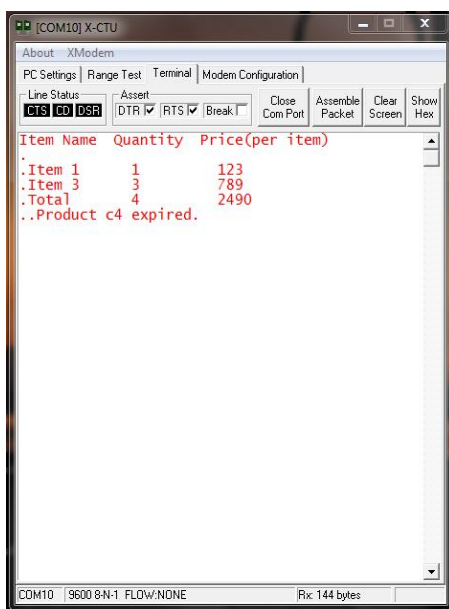 [COM10] X-CTU
About XModem
PC Settings Range Test Terminal Modem Configuration
Line Status
CTS CD DSR
Assert
DTR RTS Break
Close Com Port
Assemble Packet
Clear Screen
Show Hex
Item Name Quantity Price(per item)
.
.Item 1 1 123
.Item 3 3 789
.Total 4 2490
..Product c4 expired.
COM10 9600 8-N-1 FLOW:NONE Rx: 144 bytes